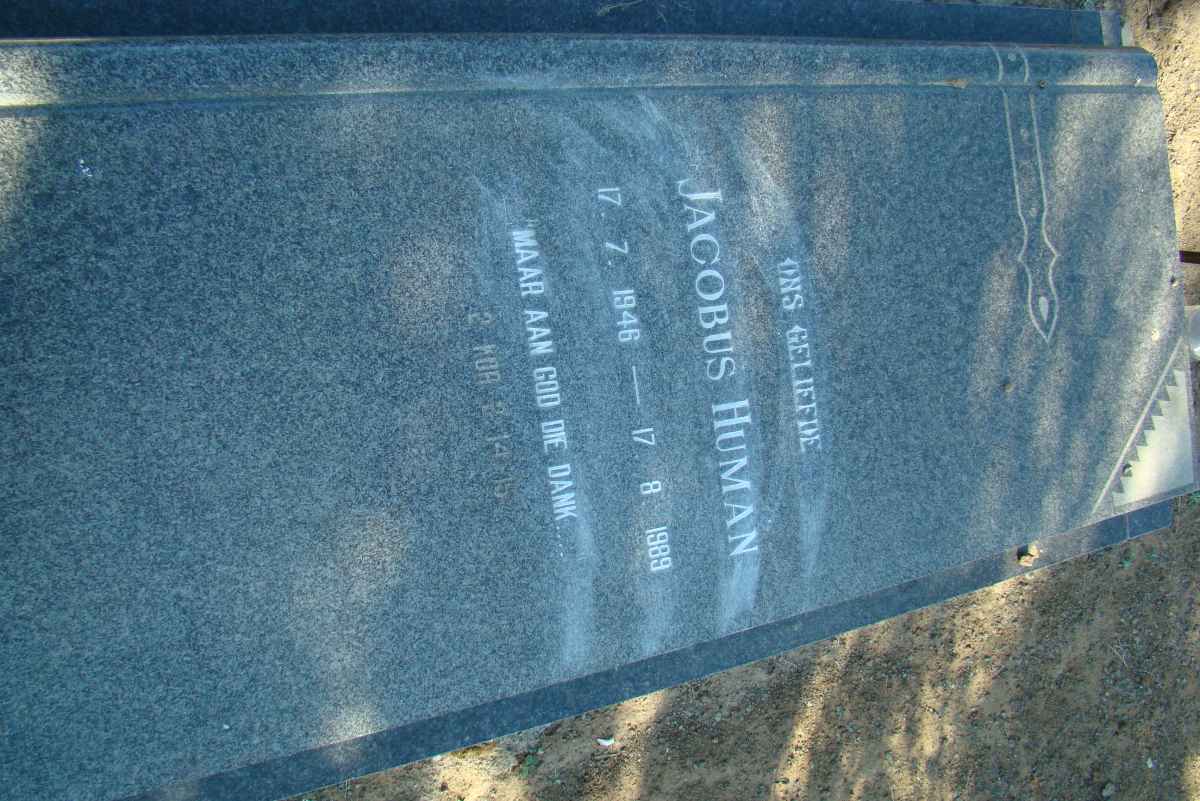 ONS GELIEFDE
JACOBUS HUMAN
17. 7. 1946 — 17 8 1989
"MAAR AAN GOD DIE DANK.....
2 KOR 2:14-15